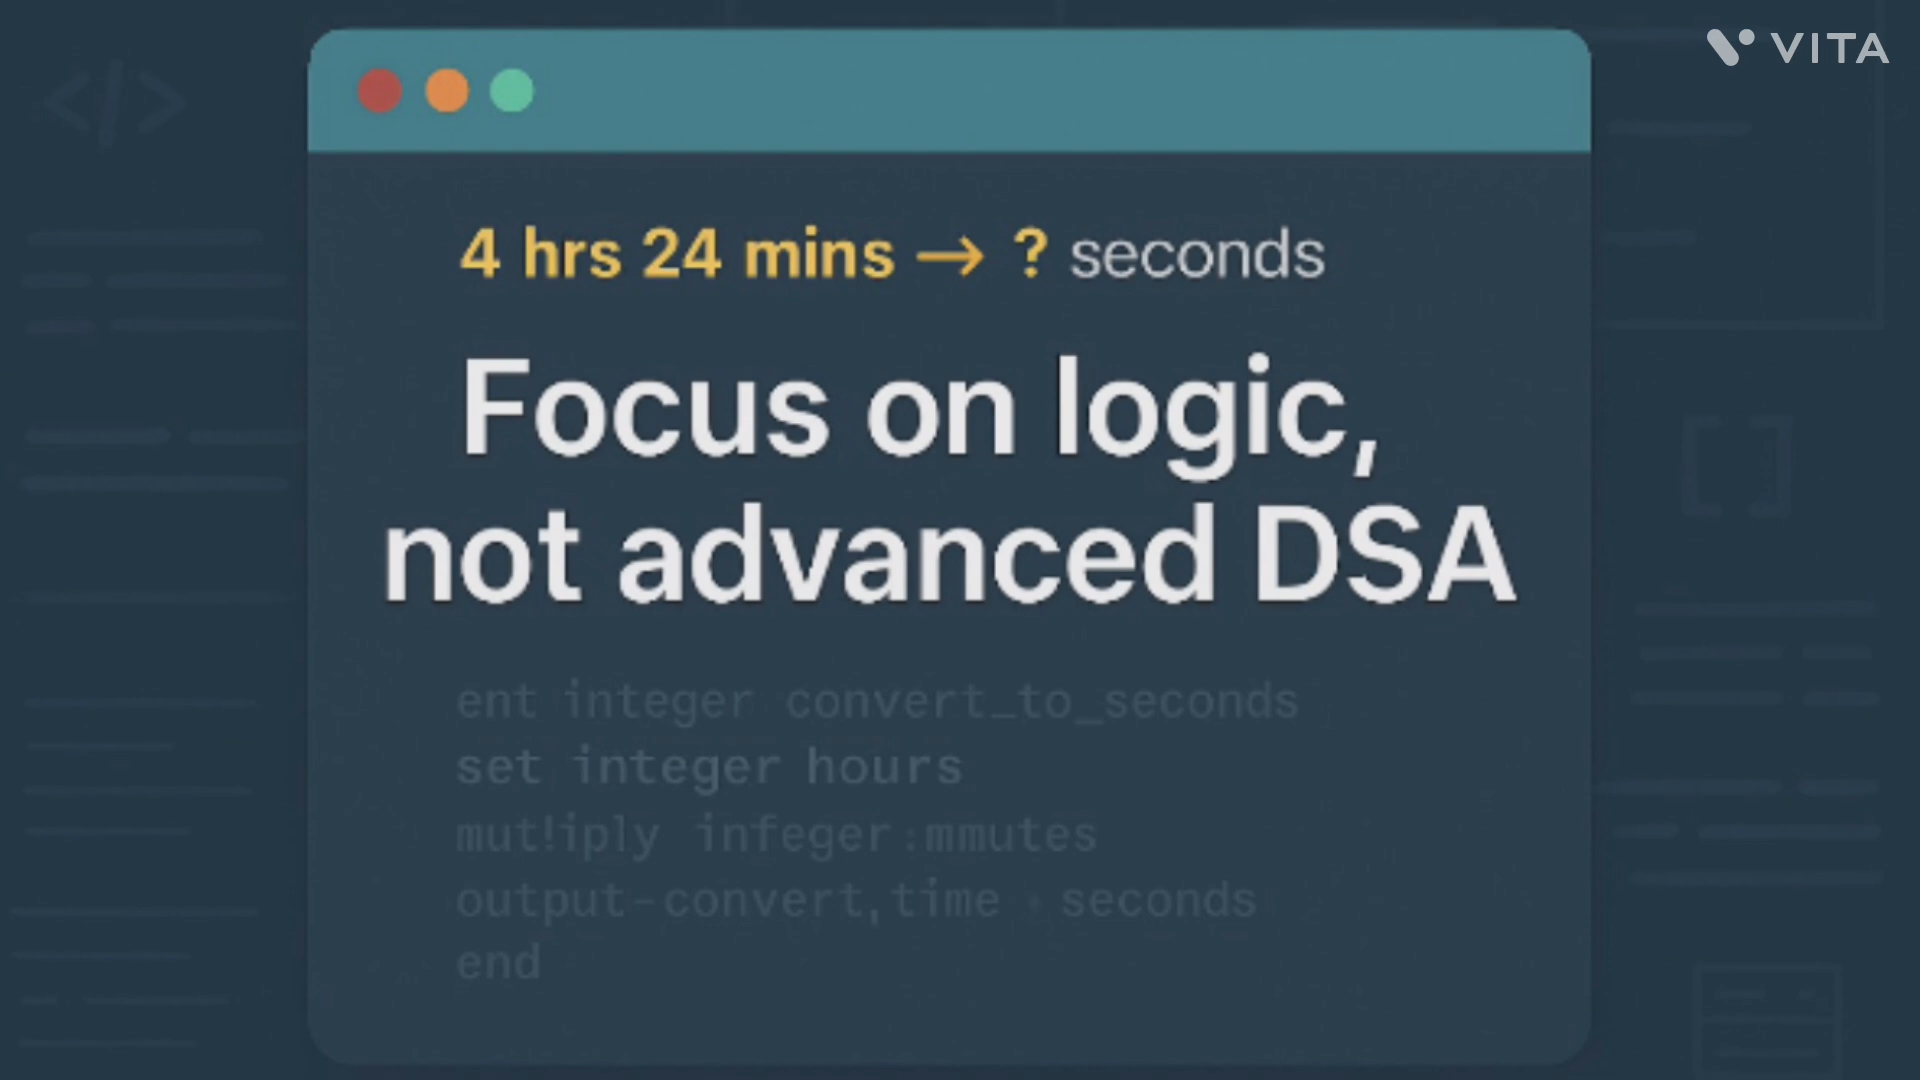 VITA
4 hrs 24 mins → ? seconds
Focus on logic,
not advanced DSA
ent integer convert_to_seconds
set integer hours
mut!iply infeger:mmutes
output-convert,time · seconds
end